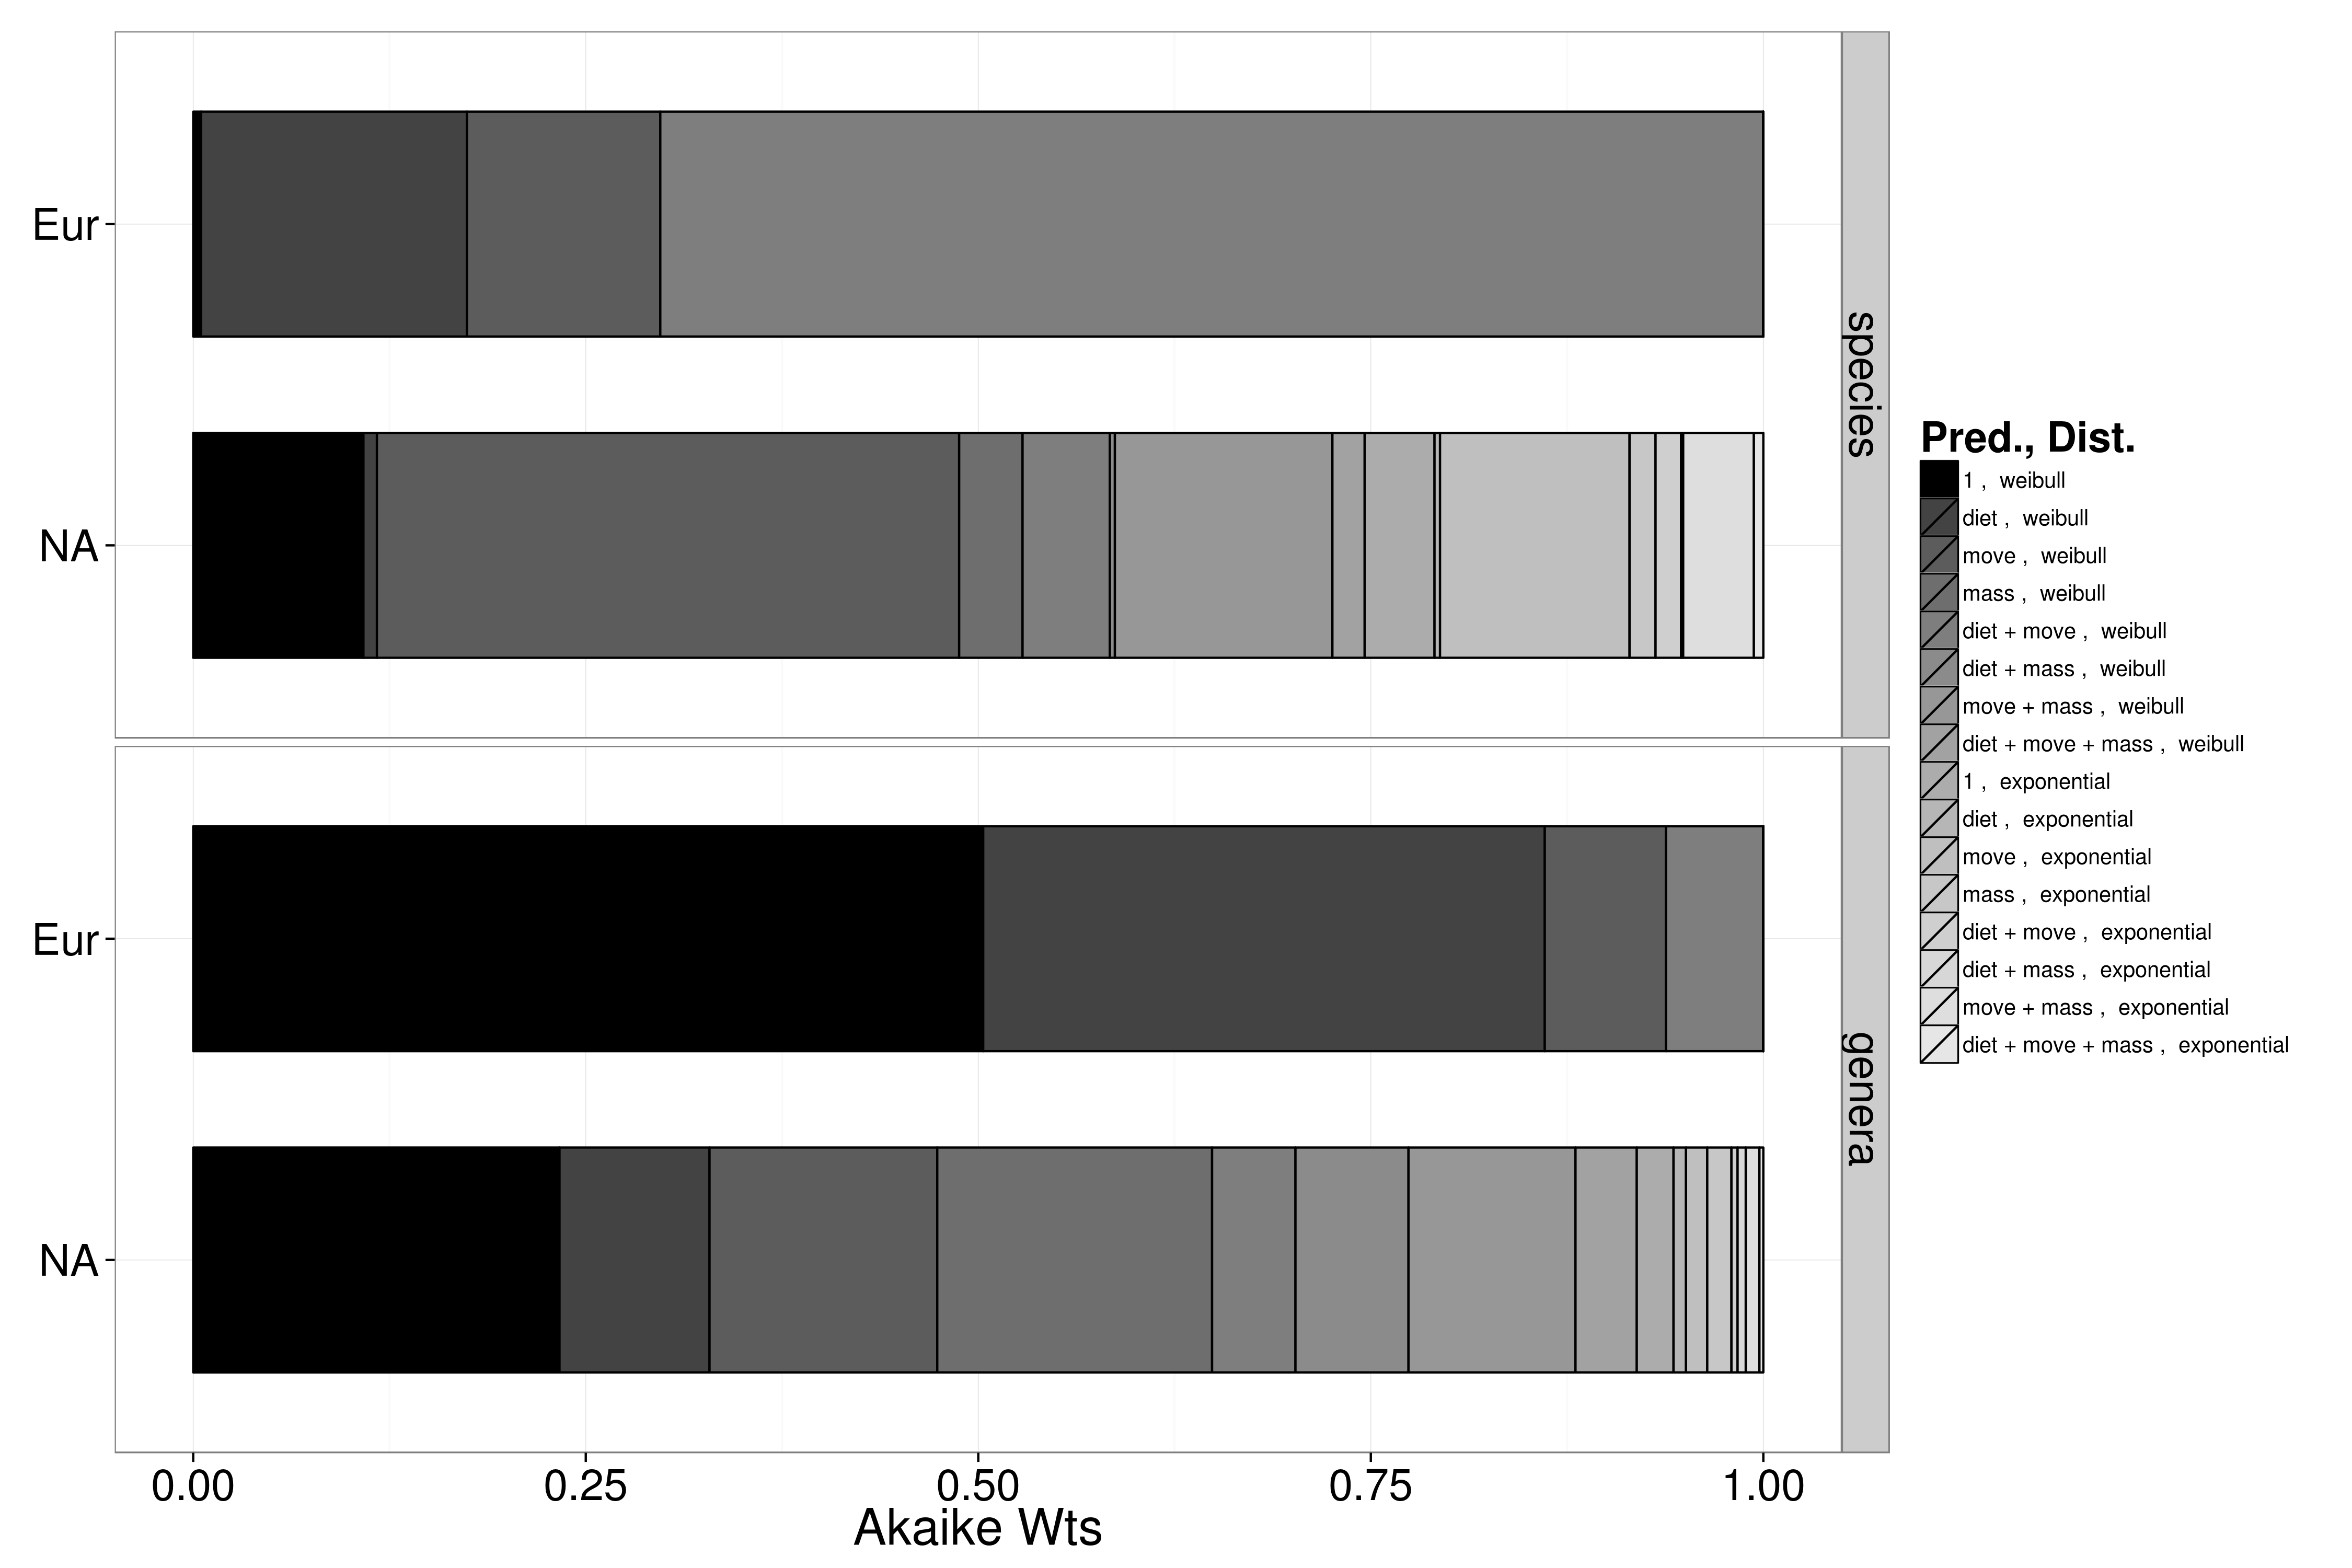 Eur
NA
species
Eur
NA
genera
0.00 0.25 0.50 0.75 1.00
Akaike Wts
Pred., Dist.
1 , weibull
diet , weibull
move , weibull
mass , weibull
diet + move , weibull
diet + mass , weibull
move + mass , weibull
diet + move + mass , weibull
1 , exponential
diet , exponential
move , exponential
mass , exponential
diet + move , exponential
diet + mass , exponential
move + mass , exponential
diet + move + mass , exponential